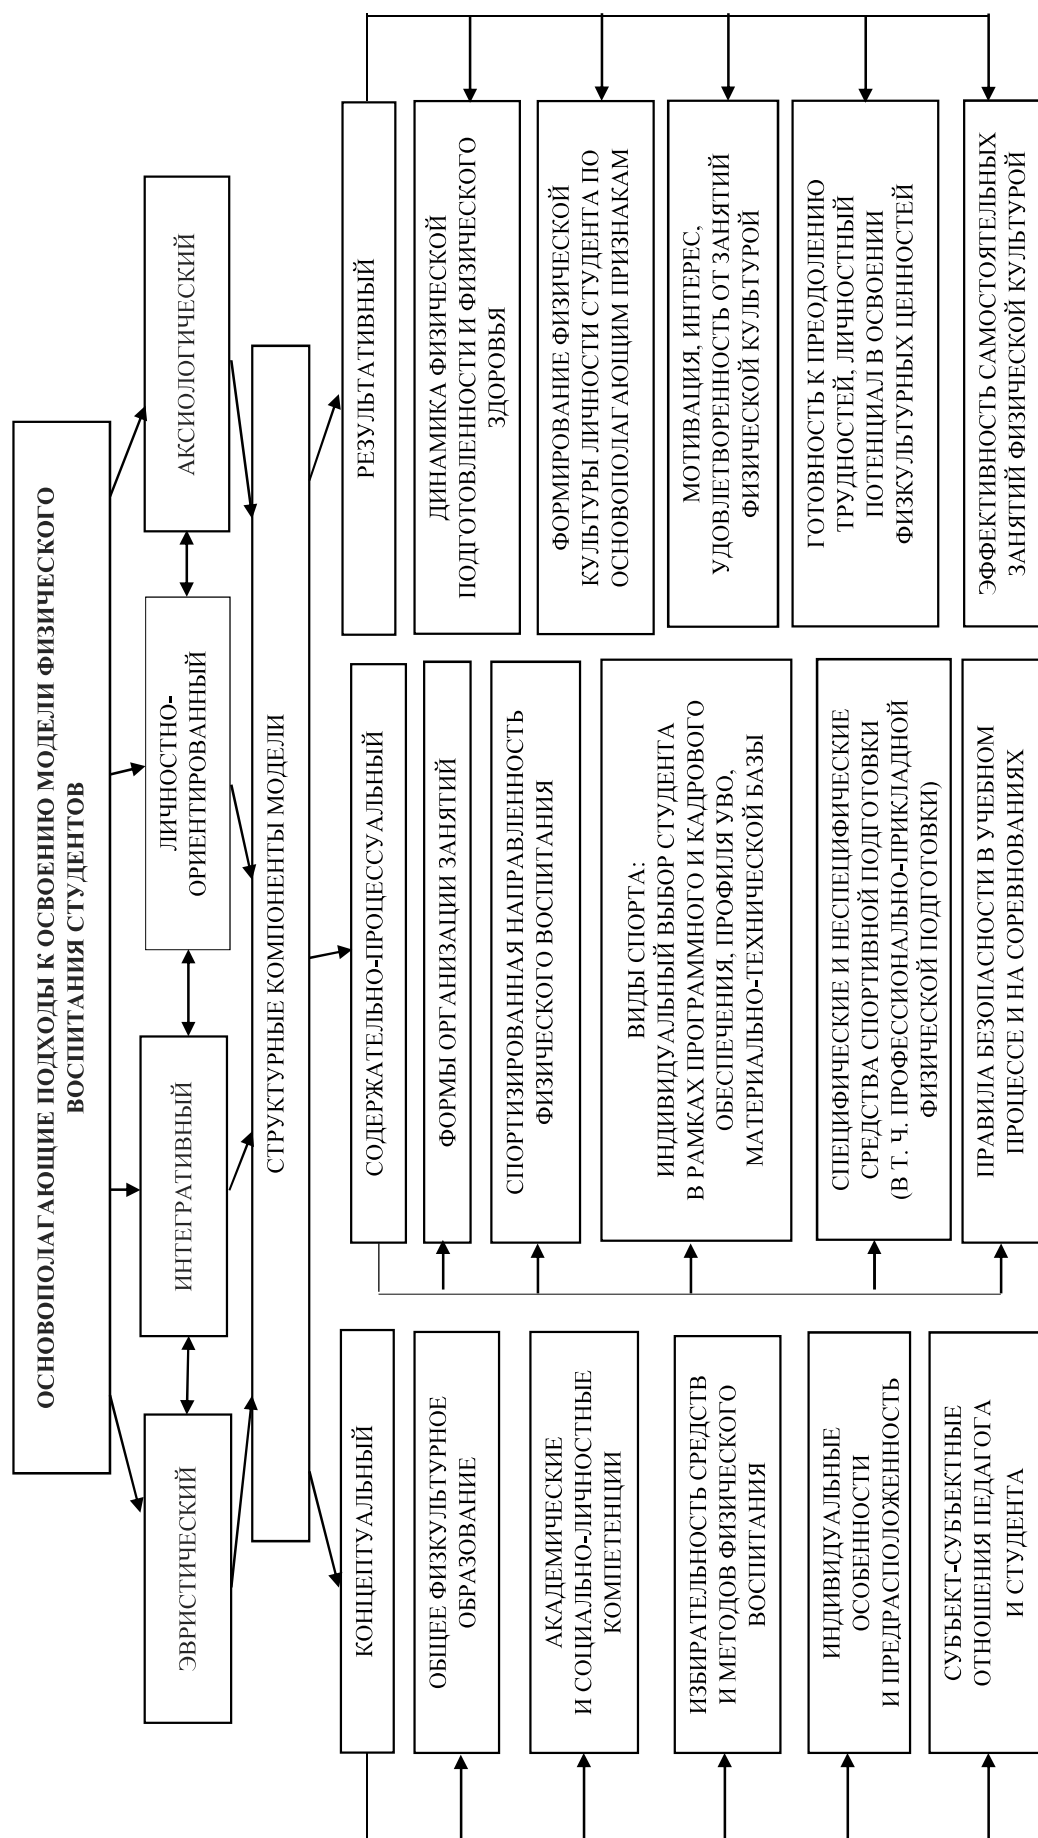 ОСНОВОПОЛАГАЮЩИЕ ПОДХОДЫ К ОСВОЕНИЮ МОДЕЛИ ФИЗИЧЕСКОГО
ВОСПИТАНИЯ СТУДЕНТОВ
ЭВРИСТИЧЕСКИЙ
ИНТЕГРАТИВНЫЙ
ЛИЧНОСТНО-
ОРИЕНТИРОВАННЫЙ
АКСИОЛОГИЧЕСКИЙ
СТРУКТУРНЫЕ КОМПОНЕНТЫ МОДЕЛИ
КОНЦЕПТУАЛЬНЫЙ
ОБЩЕЕ ФИЗКУЛЬТУРНОЕ
ОБРАЗОВАНИЕ
АКАДЕМИЧЕСКИЕ
И СОЦИАЛЬНО-ЛИЧНОСТНЫЕ
КОМПЕТЕНЦИИ
ИЗБИРАТЕЛЬНОСТЬ СРЕДСТВ
И МЕТОДОВ ФИЗИЧЕСКОГО
ВОСПИТАНИЯ
ИНДИВИДУАЛЬНЫЕ
ОСОБЕННОСТИ
И ПРЕДРАСПОЛОЖЕННОСТЬ
СУБЪЕКТ-СУБЪЕКТНЫЕ
ОТНОШЕНИЯ ПЕДАГОГА
И СТУДЕНТА
СОДЕРЖАТЕЛЬНО-ПРОЦЕССУАЛЬНЫЙ
ФОРМЫ ОРГАНИЗАЦИИ ЗАНЯТИЙ
СПОРТИЗИРОВАННАЯ НАПРАВЛЕННОСТЬ
ФИЗИЧЕСКОГО ВОСПИТАНИЯ
ВИДЫ СПОРТА:
ИНДИВИДУАЛЬНЫЙ ВЫБОР СТУДЕНТА
В РАМКАХ ПРОГРАММНОГО И КАДРОВОГО
ОБЕСПЕЧЕНИЯ, ПРОФИЛЯ УВО,
МАТЕРИАЛЬНО-ТЕХНИЧЕСКОЙ БАЗЫ
СПЕЦИФИЧЕСКИЕ И НЕСПЕЦИФИЧЕСКИЕ
СРЕДСТВА СПОРТИВНОЙ ПОДГОТОВКИ
(В Т. Ч. ПРОФЕССИОНАЛЬНО-ПРИКЛАДНОЙ
ФИЗИЧЕСКОЙ ПОДГОТОВКИ)
ПРАВИЛА БЕЗОПАСНОСТИ В УЧЕБНОМ
ПРОЦЕССЕ И НА СОРЕВНОВАНИЯХ
РЕЗУЛЬТАТИВНЫЙ
ДИНАМИКА ФИЗИЧЕСКОЙ
ПОДГОТОВЛЕННОСТИ И ФИЗИЧЕСКОГО
ЗДОРОВЬЯ
ФОРМИРОВАНИЕ ФИЗИЧЕСКОЙ
КУЛЬТУРЫ ЛИЧНОСТИ СТУДЕНТА ПО
ОСНОВОПОЛАГАЮЩИМ ПРИЗНАКАМ
МОТИВАЦИЯ, ИНТЕРЕС,
УДОВЛЕТВОРЕННОСТЬ ОТ ЗАНЯТИЙ
ФИЗИЧЕСКОЙ КУЛЬТУРОЙ
ГОТОВНОСТЬ К ПРЕОДОЛЕНИЮ
ТРУДНОСТЕЙ, ЛИЧНОСТНЫЙ
ПОТЕНЦИАЛ В ОСВОЕНИИ
ФИЗКУЛЬТУРНЫХ ЦЕННОСТЕЙ
ЭФФЕКТИВНОСТЬ САМОСТОЯТЕЛЬНЫХ
ЗАНЯТИЙ ФИЗИЧЕСКОЙ КУЛЬТУРОЙ